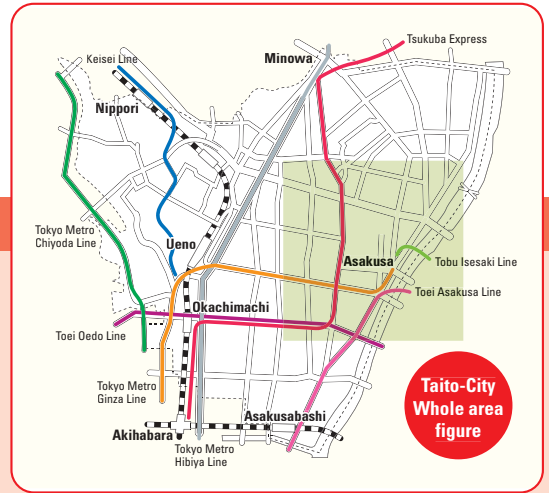 Tsukuba Express
Minowa
Keisei Line
Nippori
Tokyo Metro
Chiyoda Line
Ueno
Asakusa
Tobu Isesaki Line
Toei Asakusa Line
Okachimachi
Toei Oedo Line
Taito-City
Whole area
figure
Tokyo Metro
Ginza Line
Asakusabashi
Akihabara
Tokyo Metro
Hibiya Line